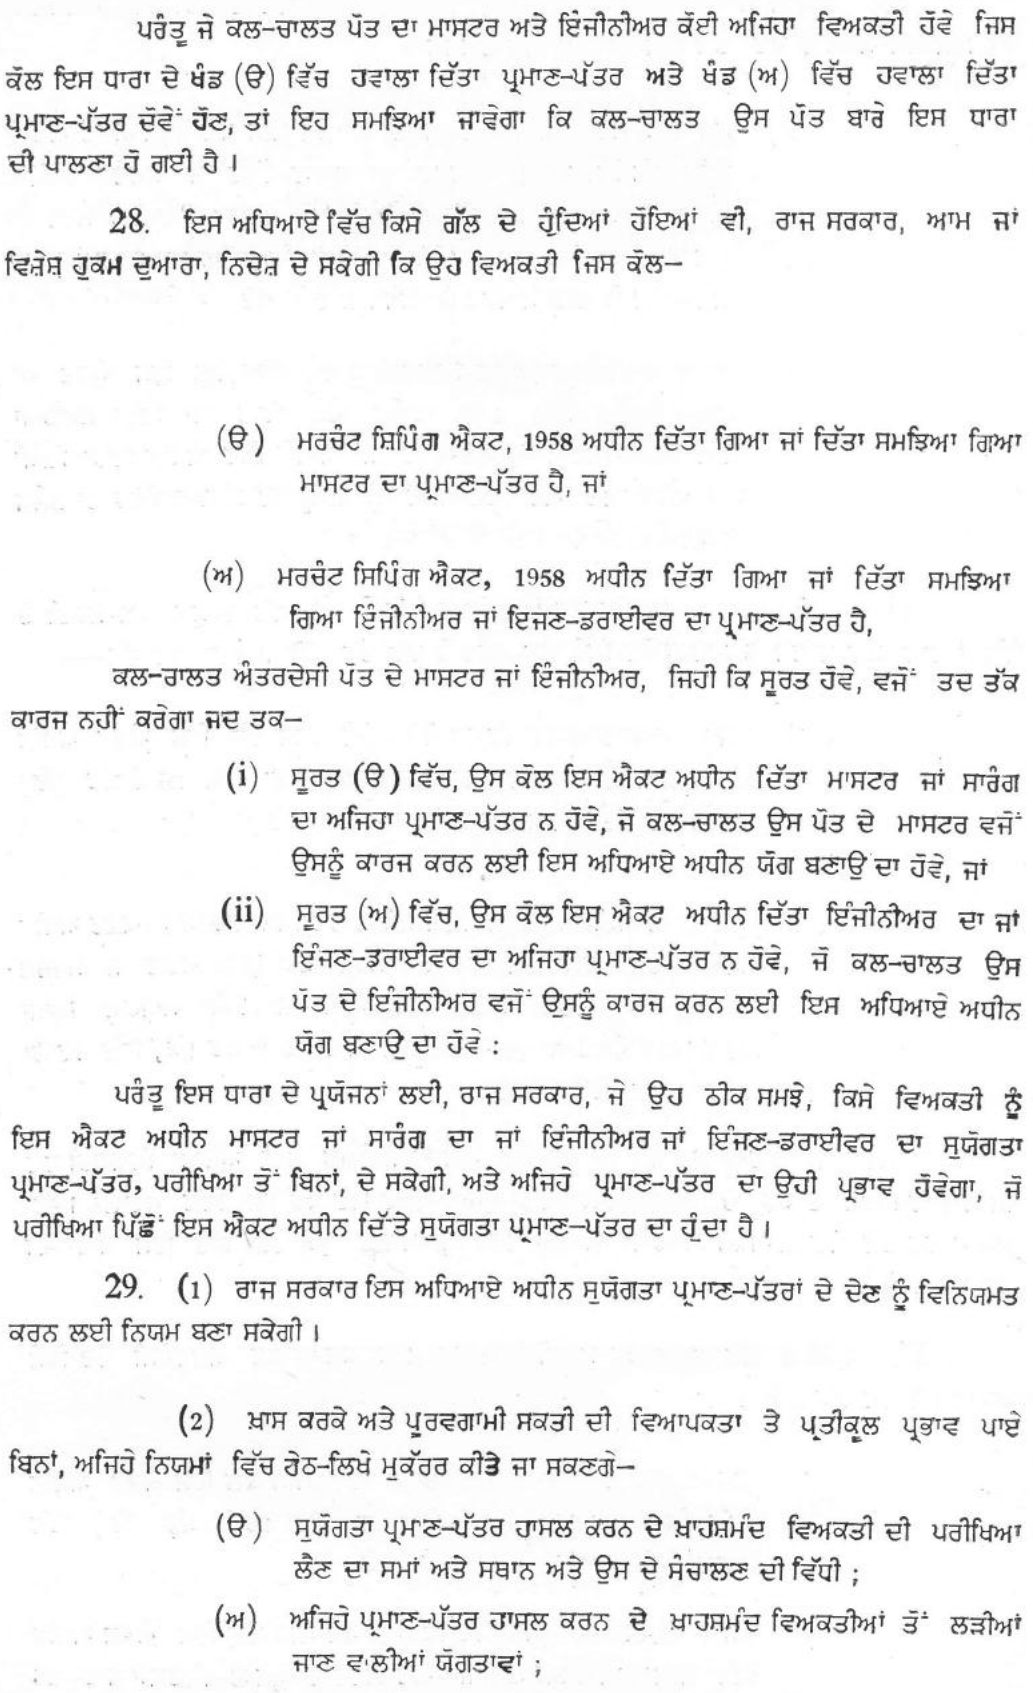 ਪਰੰਤੂ ਜੇ ਕਲ-ਚਾਲਤ ਪੋਤ ਦਾ ਮਾਸਟਰ ਅਤੇ ਇੰਜੀਨੀਅਰ ਕੋਈ ਅਜਿਹਾ ਵਿਅਕਤੀ ਹੋਵੇ ਜਿਸ
ਕੋਲ ਇਸ ਧਾਰਾ ਦੇ ਖੰਡ (ੳ) ਵਿੱਚ ਹਵਾਲਾ ਦਿੱਤਾ ਪ੍ਰਮਾਣ-ਪੱਤਰ ਅਤੇ ਖੰਡ (ਅ) ਵਿੱਚ ਹਵਾਲਾ ਦਿੱਤਾ
ਪ੍ਰਮਾਣ-ਪੱਤਰ ਦੋਵੇਂ ਹੋਣ, ਤਾਂ ਇਹ ਸਮਝਿਆ ਜਾਵੇਗਾ ਕਿ ਕਲ-ਚਾਲਤ ਉਸ ਪੋਤ ਬਾਰੇ ਇਸ ਧਾਰਾ
ਦੀ ਪਾਲਣਾ ਹੋ ਗਈ ਹੈ ।
28. ਇਸ ਅਧਿਆਏ ਵਿੱਚ ਕਿਸੇ ਗੱਲ ਦੇ ਹੁੰਦਿਆਂ ਹੋਇਆਂ ਵੀ, ਰਾਜ ਸਰਕਾਰ, ਆਮ ਜਾਂ
ਵਿਸ਼ੇਸ਼ ਹੁਕਮ ਦੁਆਰਾ, ਨਿਦੇਸ਼ ਦੇ ਸਕੇਗੀ ਕਿ ਉਹ ਵਿਅਕਤੀ ਜਿਸ ਕੋਲ-
(ੳ) ਮਰਚੰਟ ਸ਼ਿਪਿੰਗ ਐਕਟ, 1958 ਅਧੀਨ ਦਿੱਤਾ ਗਿਆ ਜਾਂ ਦਿੱਤਾ ਸਮਝਿਆ ਗਿਆ
ਮਾਸਟਰ ਦਾ ਪ੍ਰਮਾਣ-ਪੱਤਰ ਹੈ, ਜਾਂ
(ਅ) ਮਰਚੰਟ ਸਿਪਿੰਗ ਐਕਟ, 1958 ਅਧੀਨ ਦਿੱਤਾ ਗਿਆ ਜਾਂ ਦਿੱਤਾ ਸਮਝਿਆ
ਗਿਆ ਇੰਜੀਨੀਅਰ ਜਾਂ ਇਜਣ-ਡਰਾਈਵਰ ਦਾ ਪ੍ਰਮਾਣ-ਪੱਤਰ ਹੈ,
ਕਲ-ਚਾਲਤ ਅੰਤਰਦੇਸੀ ਪੋਤ ਦੇ ਮਾਸਟਰ ਜਾਂ ਇੰਜੀਨੀਅਰ, ਜਿਹੀ ਕਿ ਸੂਰਤ ਹੋਵੇ, ਵਜੋਂ ਤਦ ਤੱਕ
ਕਾਰਜ ਨਹੀਂ ਕਰੇਗਾ ਜਦ ਤਕ-
(i) ਸੂਰਤ (ੳ) ਵਿੱਚ, ਉਸ ਕੋਲ ਇਸ ਐਕਟ ਅਧੀਨ ਦਿੱਤਾ ਮਾਸਟਰ ਜਾਂ ਸਾਰੰਗ
ਦਾ ਅਜਿਹਾ ਪ੍ਰਮਾਣ-ਪੱਤਰ ਨ ਹੋਵੇ, ਜੋ ਕਲ-ਚਾਲਤ ਉਸ ਪੋਤ ਦੇ ਮਾਸਟਰ ਵਜੋਂ
ਉਸਨੂੰ ਕਾਰਜ ਕਰਨ ਲਈ ਇਸ ਅਧਿਆਏ ਅਧੀਨ ਯੋਗ ਬਣਾਉਂਦਾ ਹੋਵੇ, ਜਾਂ
(ii) ਸੂਰਤ (ਅ) ਵਿੱਚ, ਉਸ ਕੋਲ ਇਸ ਐਕਟ ਅਧੀਨ ਦਿੱਤਾ ਇੰਜੀਨੀਅਰ ਦਾ ਜਾਂ
ਇੰਜਣ-ਡਰਾਈਵਰ ਦਾ ਅਜਿਹਾ ਪ੍ਰਮਾਣ-ਪੱਤਰ ਨ ਹੋਵੇ, ਜੋ ਕਲ-ਚਾਲਤ ਉਸ
ਪੋਤ ਦੇ ਇੰਜੀਨੀਅਰ ਵਜੋਂ ਉਸਨੂੰ ਕਾਰਜ ਕਰਨ ਲਈ ਇਸ ਅਧਿਆਏ ਅਧੀਨ
ਯੋਗ ਬਣਾਉਂਦਾ ਹੋਵੇ :
ਪਰੰਤੂ ਇਸ ਧਾਰਾ ਦੇ ਪ੍ਰਯੋਜਨਾਂ ਲਈ, ਰਾਜ ਸਰਕਾਰ, ਜੇ ਉਹ ਠੀਕ ਸਮਝੇ, ਕਿਸੇ ਵਿਅਕਤੀ ਨੂੰ
ਇਸ ਐਕਟ ਅਧੀਨ ਮਾਸਟਰ ਜਾਂ ਸਾਰੰਗ ਦਾ ਜਾਂ ਇੰਜੀਨੀਅਰ ਜਾਂ ਇੰਜਣ-ਡਰਾਈਵਰ ਦਾ ਸੁਯੋਗਤਾ
ਪ੍ਰਮਾਣ-ਪੱਤਰ, ਪਰੀਖਿਆ ਤੋਂ ਬਿਨਾਂ, ਦੇ ਸਕੇਗੀ, ਅਤੇ ਅਜਿਹੇ ਪ੍ਰਮਾਣ-ਪੱਤਰ ਦਾ ਉਹੀ ਪ੍ਰਭਾਵ ਹੋਵੇਗਾ, ਜੋ
ਪਰੀਖਿਆ ਪਿੱਛੋਂ ਇਸ ਐਕਟ ਅਧੀਨ ਦਿੱਤੇ ਸੁਯੋਗਤਾ ਪ੍ਰਮਾਣ-ਪੱਤਰ ਦਾ ਹੁੰਦਾ ਹੈ ।
29. (1) ਰਾਜ ਸਰਕਾਰ ਇਸ ਅਧਿਆਏ ਅਧੀਨ ਸੁਯੋਗਤਾ ਪ੍ਰਮਾਣ-ਪੱਤਰਾਂ ਦੇ ਦੇਣ ਨੂੰ ਵਿਨਿਯਮਤ
ਕਰਨ ਲਈ ਨਿਯਮ ਬਣਾ ਸਕੇਗੀ ।
(2) ਖ਼ਾਸ ਕਰਕੇ ਅਤੇ ਪੂਰਵਗਾਮੀ ਸਕਤੀ ਦੀ ਵਿਆਪਕਤਾ ਤੇ ਪ੍ਰਤੀਕੂਲ ਪ੍ਰਭਾਵ ਪਾਏ
ਬਿਨਾਂ, ਅਜਿਹੇ ਨਿਯਮਾਂ ਵਿੱਚ ਹੇਠ-ਲਿਖੇ ਮੁਕੱਰਰ ਕੀਤੇ ਜਾ ਸਕਣਗੇ-
(ੳ) ਸੁਯੋਗਤਾ ਪ੍ਰਮਾਣ-ਪੱਤਰ ਹਾਸਲ ਕਰਨ ਦੇ ਖ਼ਾਹਸ਼ਮੰਦ ਵਿਅਕਤੀ ਦੀ ਪਰੀਖਿਆ
ਲੈਣ ਦਾ ਸਮਾਂ ਅਤੇ ਸਥਾਨ ਅਤੇ ਉਸ ਦੇ ਸੰਚਾਲਣ ਦੀ ਵਿੱਧੀ ;
(ਅ) ਅਜਿਹੇ ਪ੍ਰਮਾਣ-ਪੱਤਰ ਹਾਸਲ ਕਰਨ ਦੇ ਖ਼ਾਹਸ਼ਮੰਦ ਵਿਅਕਤੀਆਂ ਤੋਂ ਲੜੀਆਂ
ਜਾਣ ਵਾਲੀਆਂ ਯੋਗਤਾਵਾਂ ;